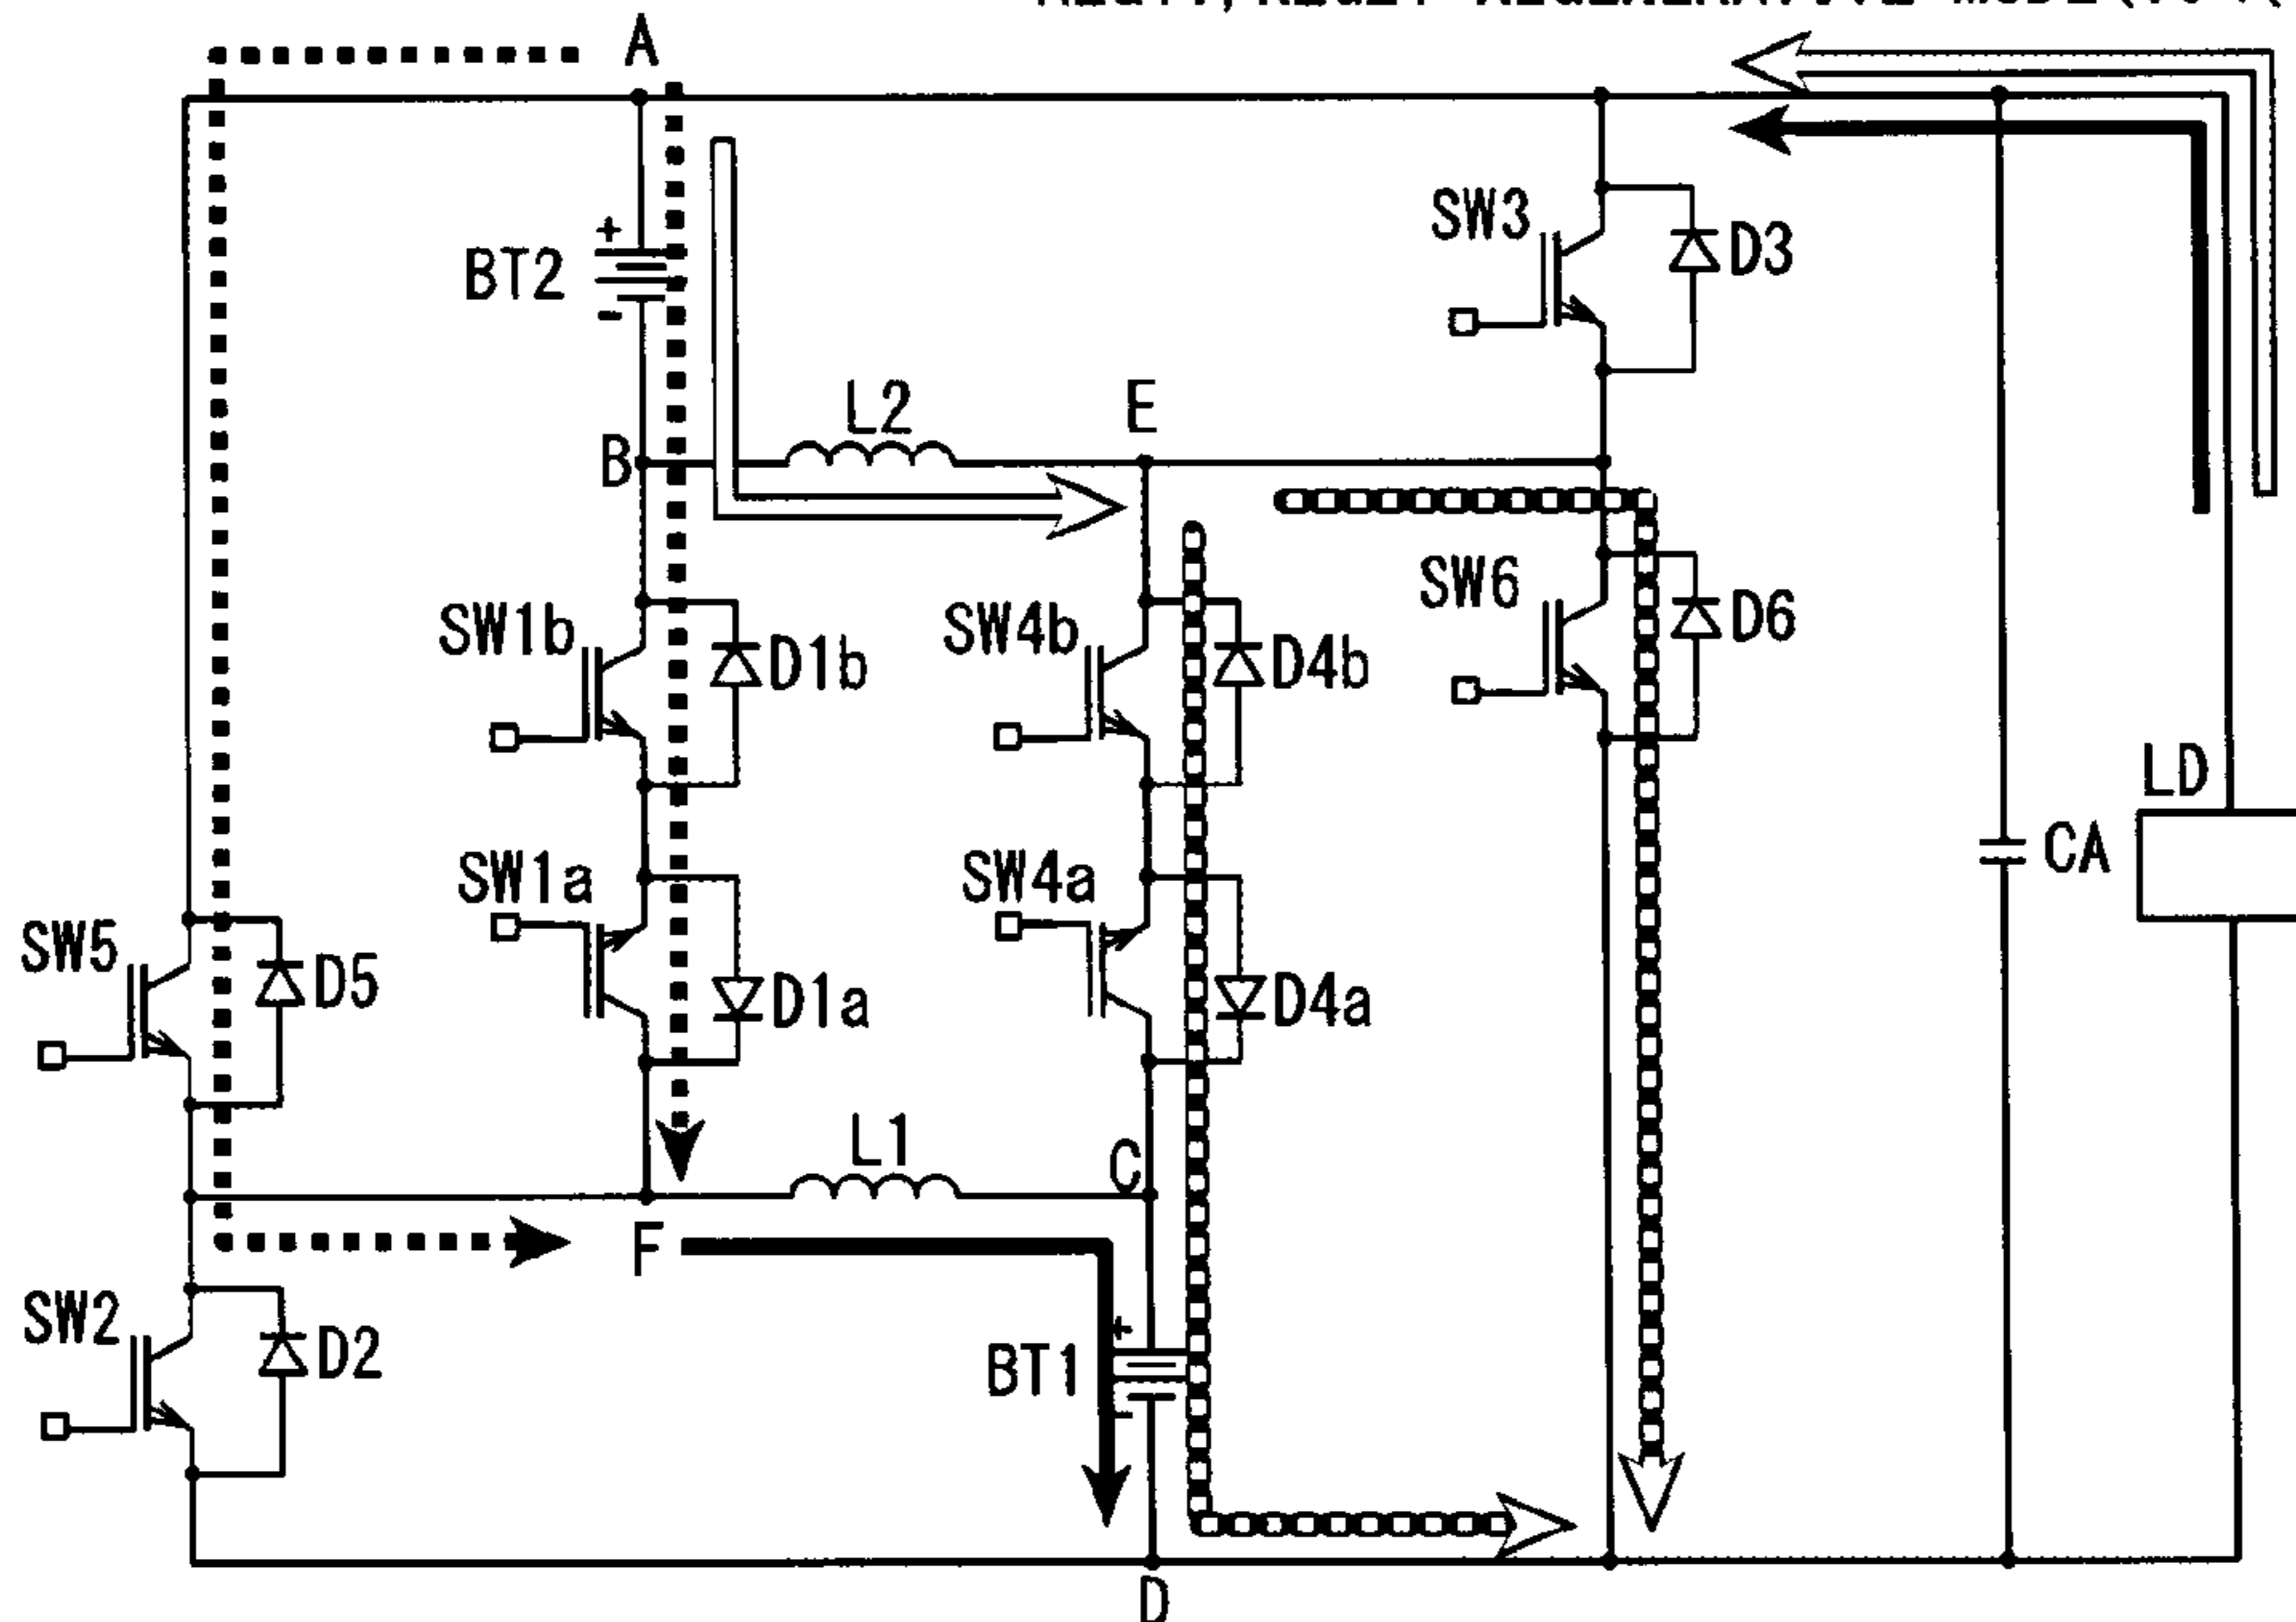 A
SW3
D3
+
BT2
-
L2
E
B
SW6
D6
SW1b
D1b
SW4b
D4b
LD
CA
SW1a
D1a
SW4a
D4a
SW5
D5
L1
C
F
SW2
D2
+
BT1
-
D